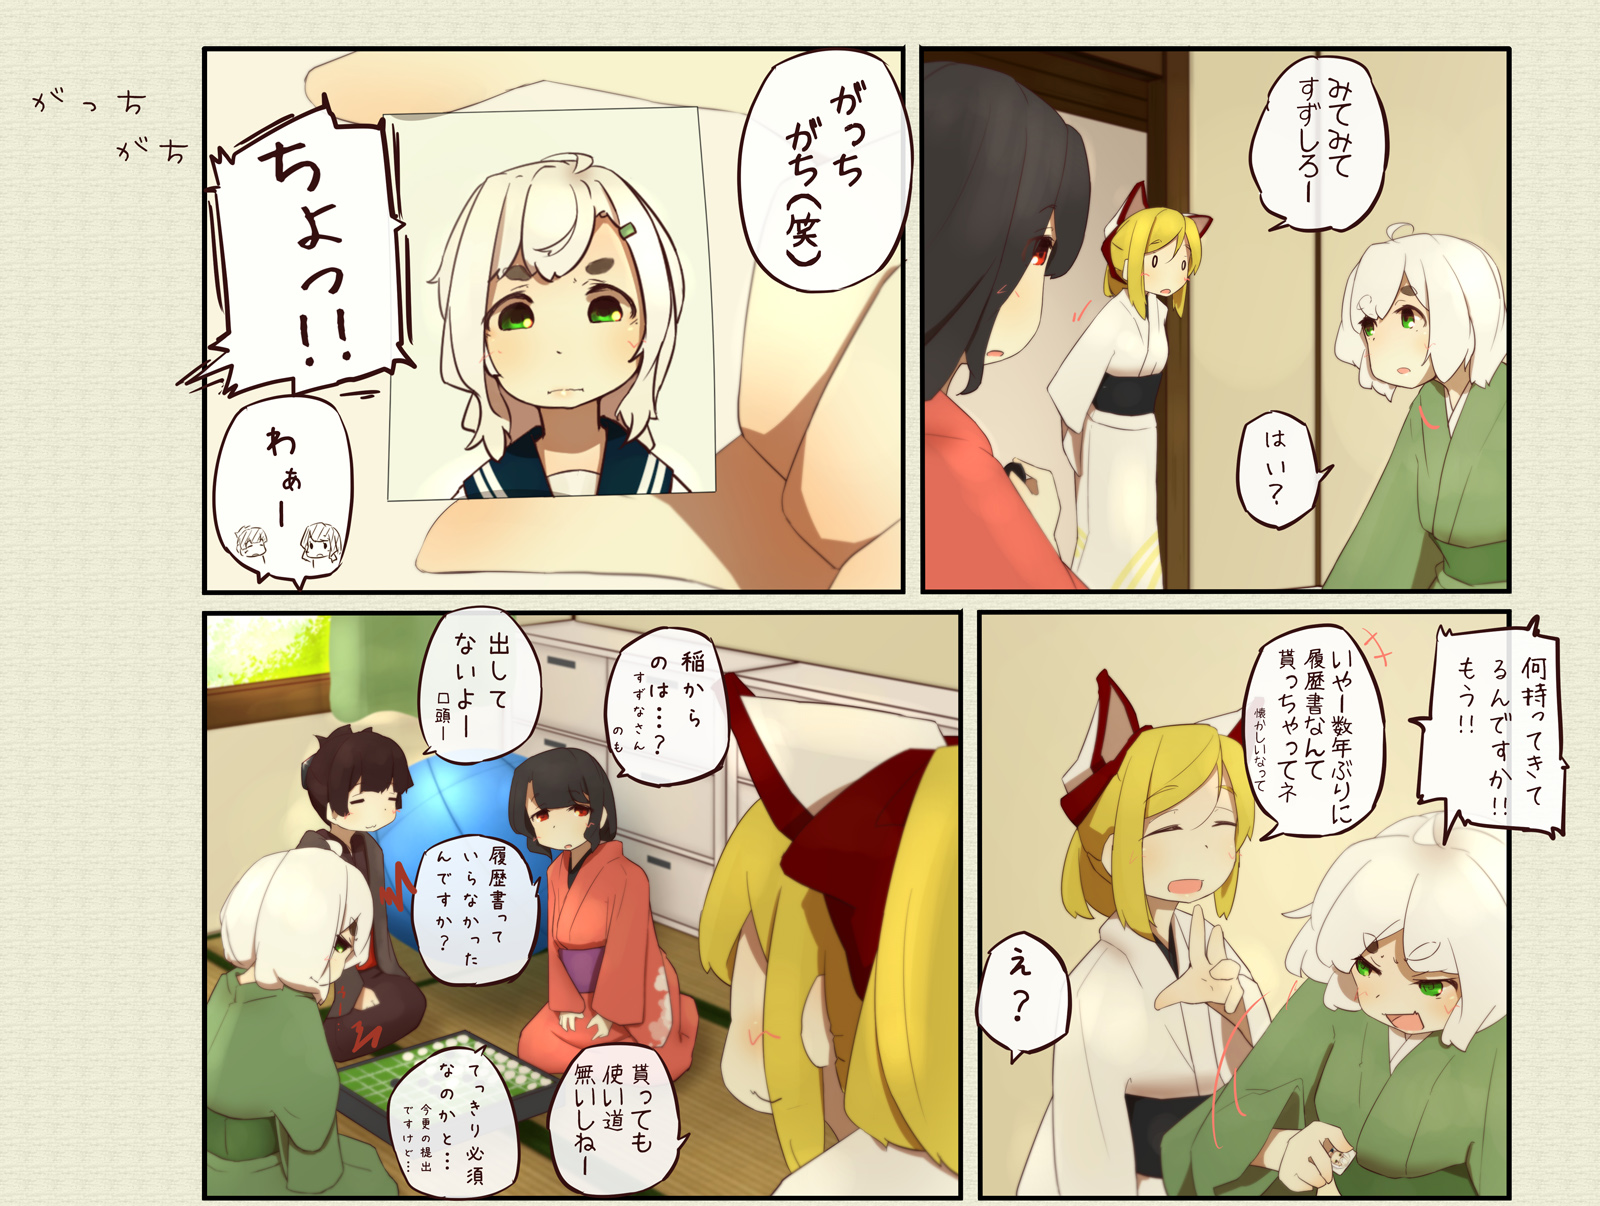 みてみて
すずしろー
はい?
がっち
がち(笑)
ちょっ!!
わぁー
がっち
がち
何持ってきて
るんですか!!
もう!!
いやー数年ぶりに
履歴書なんて
貰っちゃってネ
懐かしいなって
え?
稲から
のは…?
すずなさん
のも
出して
ないよー
口頭ー
履歴書って
いらなかった
んですか?
貰っても
使い道
無いしねー
てっきり必須
なのかと…
今更の提出
ですけど…